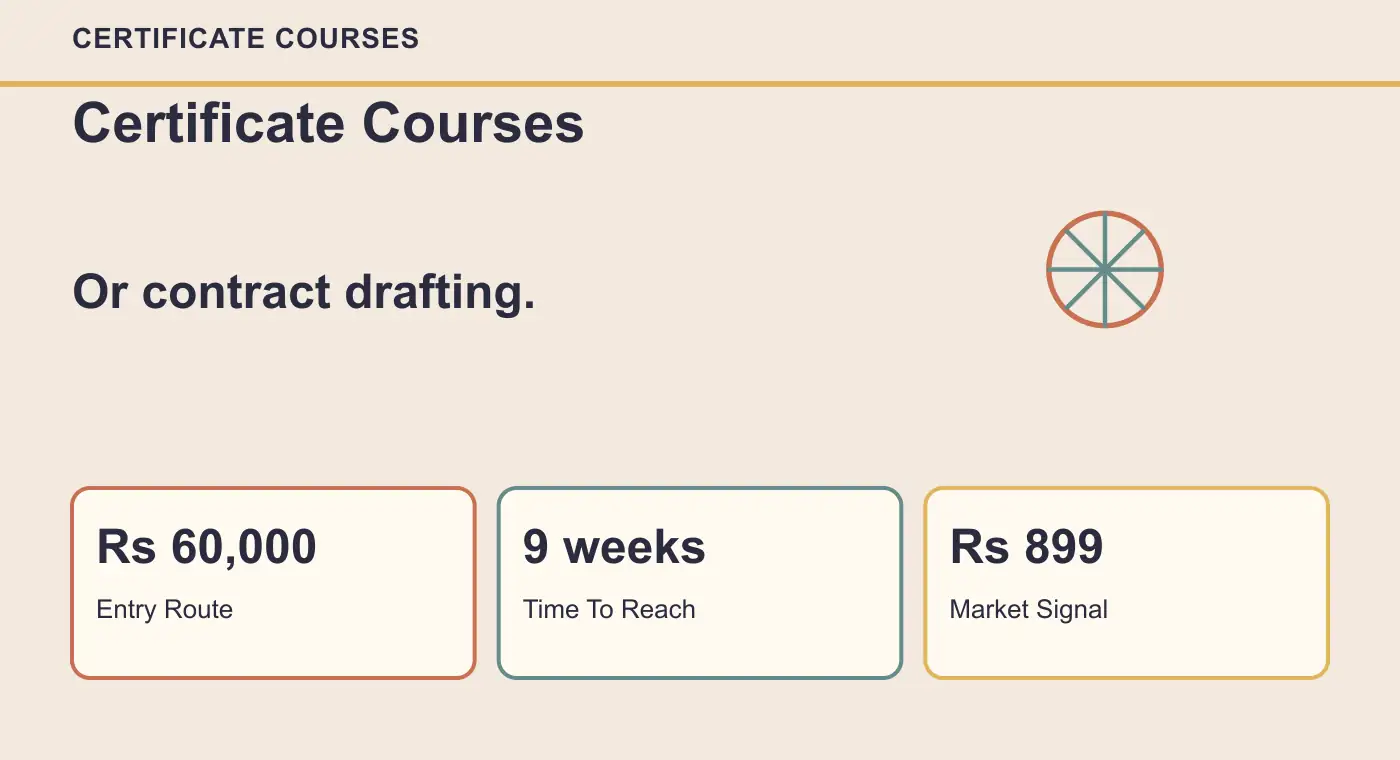 CERTIFICATE COURSES
Certificate Courses
Or contract drafting.
Rs 60,000
Entry Route
9 weeks
Time To Reach
Rs 899
Market Signal